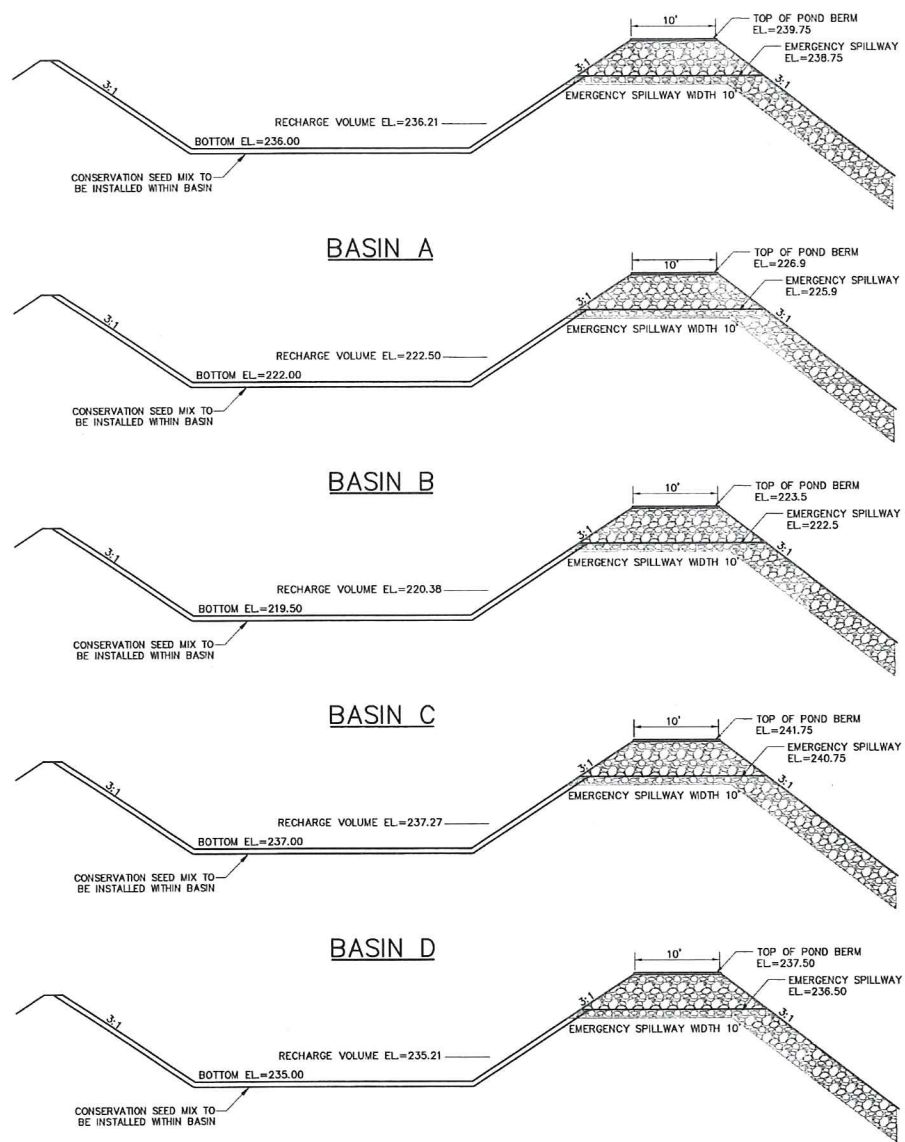 10'
TOP OF POND BERM
EL.=239.75
EMERGENCY SPILLWAY
EL.=238.75
3:1
3:1
3:1
EMERGENCY SPILLWAY WIDTH 10'
RECHARGE VOLUME EL.=236.21
BOTTOM EL.=236.00
CONSERVATION SEED MIX TO
BE INSTALLED WITHIN BASIN
BASIN A
10'
TOP OF POND BERM
EL.=226.9
EMERGENCY SPILLWAY
EL.=225.9
3:1
3:1
3:1
EMERGENCY SPILLWAY WIDTH 10'
RECHARGE VOLUME EL.=222.50
BOTTOM EL.=222.00
CONSERVATION SEED MIX TO
BE INSTALLED WITHIN BASIN
BASIN B
10'
TOP OF POND BERM
EL.=223.5
EMERGENCY SPILLWAY
EL.=222.5
3:1
3:1
3:1
EMERGENCY SPILLWAY WIDTH 10'
RECHARGE VOLUME EL.=220.38
BOTTOM EL.=219.50
CONSERVATION SEED MIX TO
BE INSTALLED WITHIN BASIN
BASIN C
10'
TOP OF POND BERM
EL.=241.75
EMERGENCY SPILLWAY
EL.=240.75
3:1
3:1
3:1
EMERGENCY SPILLWAY WIDTH 10'
RECHARGE VOLUME EL.=237.27
BOTTOM EL.=237.00
CONSERVATION SEED MIX TO
BE INSTALLED WITHIN BASIN
BASIN D
10'
TOP OF POND BERM
EL.=237.50
EMERGENCY SPILLWAY
EL.=236.50
3:1
3:1
3:1
EMERGENCY SPILLWAY WIDTH 10'
RECHARGE VOLUME EL.=235.21
BOTTOM EL.=235.00
CONSERVATION SEED MIX TO
BE INSTALLED WITHIN BASIN